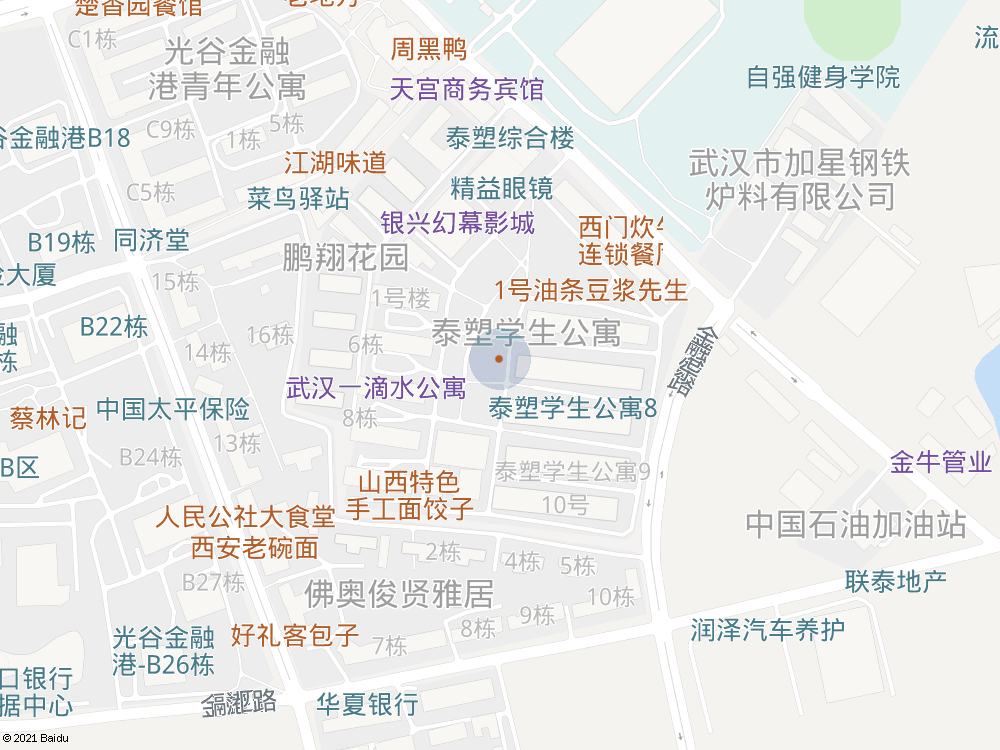 楚香园餐馆
C1栋
光谷金融
港青年公寓
周黑鸭
天宫商务宾馆
自强健身学院
流
谷金融港B18
C9栋
1栋
5栋
泰塑综合楼
江湖味道
武汉市加星钢铁
炉料有限公司
C5栋
菜鸟驿站
精益眼镜
银兴幻幕影城
西门炊
连锁餐厅
B19栋
同济堂
鹏翔花园
险大厦
15栋
1号楼
1号油条豆浆先生
B22栋
16栋
6栋
泰塑学生公寓
融
栋
14栋
武汉一滴水公寓
中国太平保险
蔡林记
8栋
泰塑学生公寓8
13栋
B24栋
B区
泰塑学生公寓9
金牛管业
山西特色
手工面饺子
10号
人民公社大食堂
西安老碗面
中国石油加油站
2栋
4栋
5栋
B27栋
佛奥俊贤雅居
联泰地产
10栋
9栋
8栋
7栋
光谷金融
港-B26栋
好礼客包子
润泽汽车养护
口银行
据中心
华夏银行
© 2021 Baidu